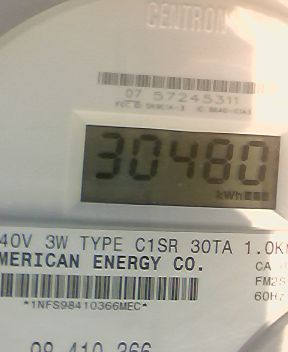 CENTRON
07 57245311
30480
kWh
40V 3W TYPE C1SR 30TA 1.0K
MERICAN ENERGY CO.
CA
FM2S
60Hz
*1NFS98410366MEC*
98 410 366